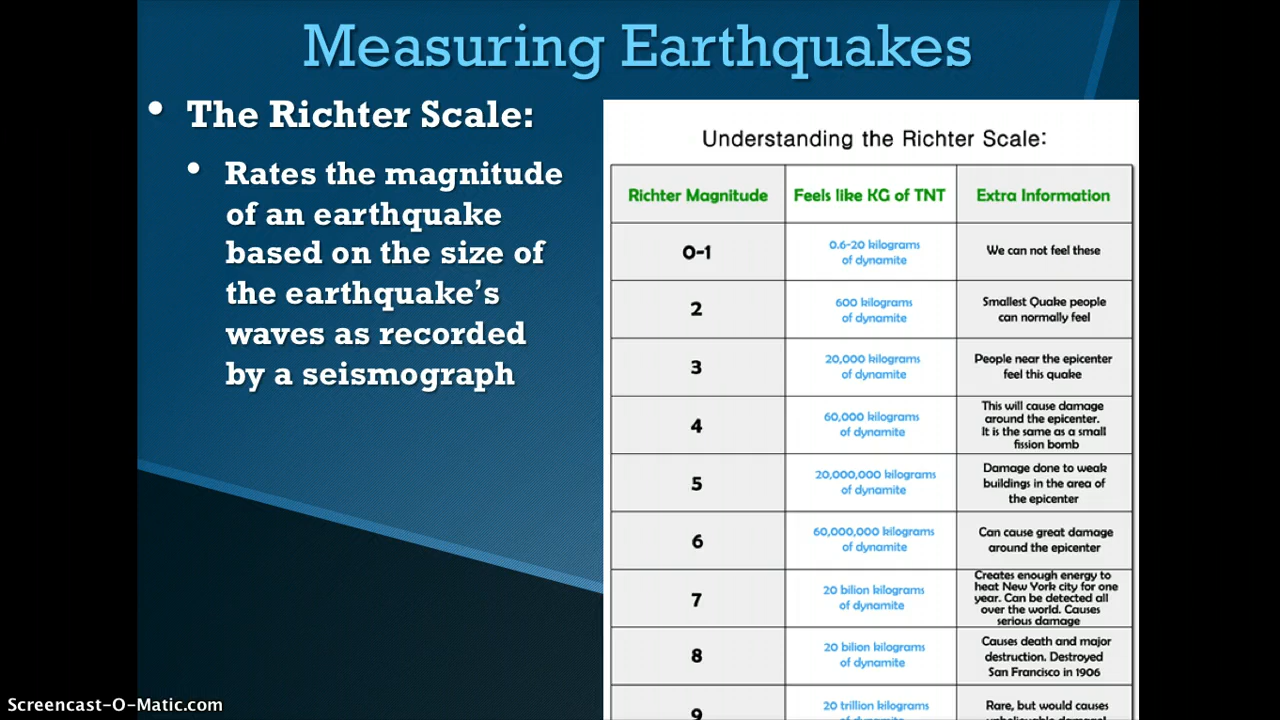 Measuring Earthquakes
• The Richter Scale:
• Rates the magnitude
of an earthquake
based on the size of
the earthquake's
waves as recorded
by a seismograph
Understanding the Richter Scale:
Richter Magnitude
Feels like KG of TNT
Extra Information
0-1
0.6-20 kilograms
of dynamite
We can not feel these
2
600 kilograms
of dynamite
Smallest Quake people
can normally feel
3
20,000 kilograms
of dynamite
People near the epicenter
feel this quake
4
60,000 kilograms
of dynamite
This will cause damage
around the epicenter.
It is the same as a small
fission bomb
5
20,000,000 kilograms
of dynamite
Damage done to weak
buildings in the area of
the epicenter
6
60,000,000 kilograms
of dynamite
Can cause great damage
around the epicenter
7
20 bilion kilograms
of dynamite
Creates enough energy to
heat New York city for one
year. Can be detected all
over the world. Causes
serious damage
8
20 bilion kilograms
of dynamite
Causes death and major
destruction. Destroyed
San Francisco in 1906
9
20 trillion kilograms
of dynamite
Rare, but would causes
Screencast-O-Matic.com